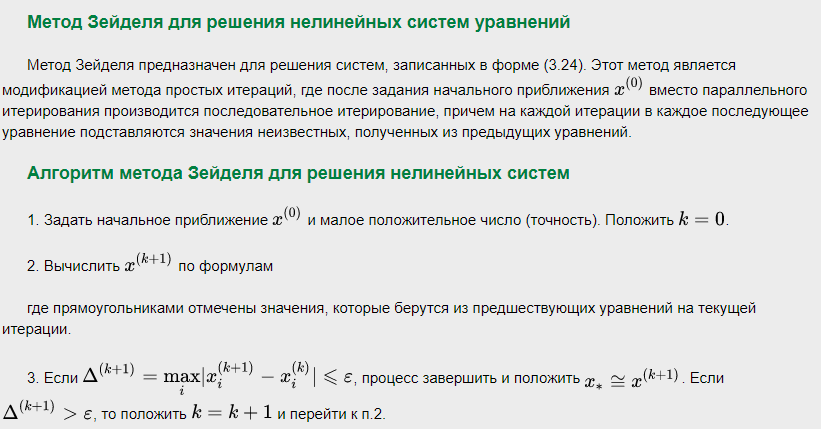 Метод Зейделя для решения нелинейных систем уравнений
Метод Зейделя предназначен для решения систем, записанных в форме (3.24). Этот метод является
модификацией метода простых итераций, где после задания начального приближения x^{(0)} вместо параллельного
итерирования производится последовательное итерирование, причем на каждой итерации в каждое последующее
уравнение подставляются значения неизвестных, полученных из предыдущих уравнений.
Алгоритм метода Зейделя для решения нелинейных систем
1. Задать начальное приближение x^{(0)} и малое положительное число (точность). Положить k = 0.
2. Вычислить x^{(k+1)} по формулам
где прямоугольниками отмечены значения, которые берутся из предшествующих уравнений на текущей
итерации.
3. Если Δ^{(k+1)} = max_i |x_i^{(k+1)} − x_i^{(k)}| ⩽ ε, процесс завершить и положить x_* ≅ x^{(k+1)}. Если
Δ^{(k+1)} > ε, то положить k = k + 1 и перейти к п.2.